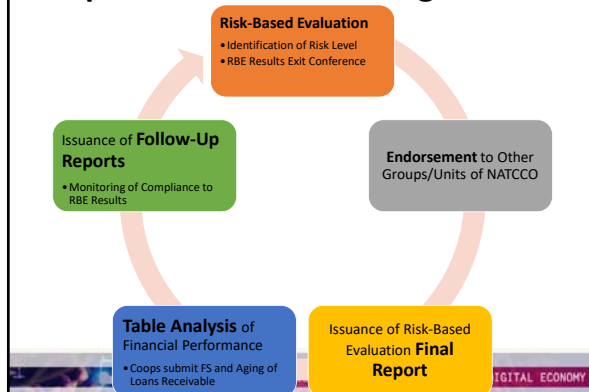 Risk-Based Evaluation
• Identification of Risk Level
• RBE Results Exit Conference
Endorsement to Other
Groups/Units of NATCCO
Issuance of Risk-Based
Evaluation Final
Report
Table Analysis of
Financial Performance
• Coops submit FS and Aging of
Loans Receivable
Issuance of Follow-Up
Reports
• Monitoring of Compliance to
RBE Results
IGITAL ECONOMY